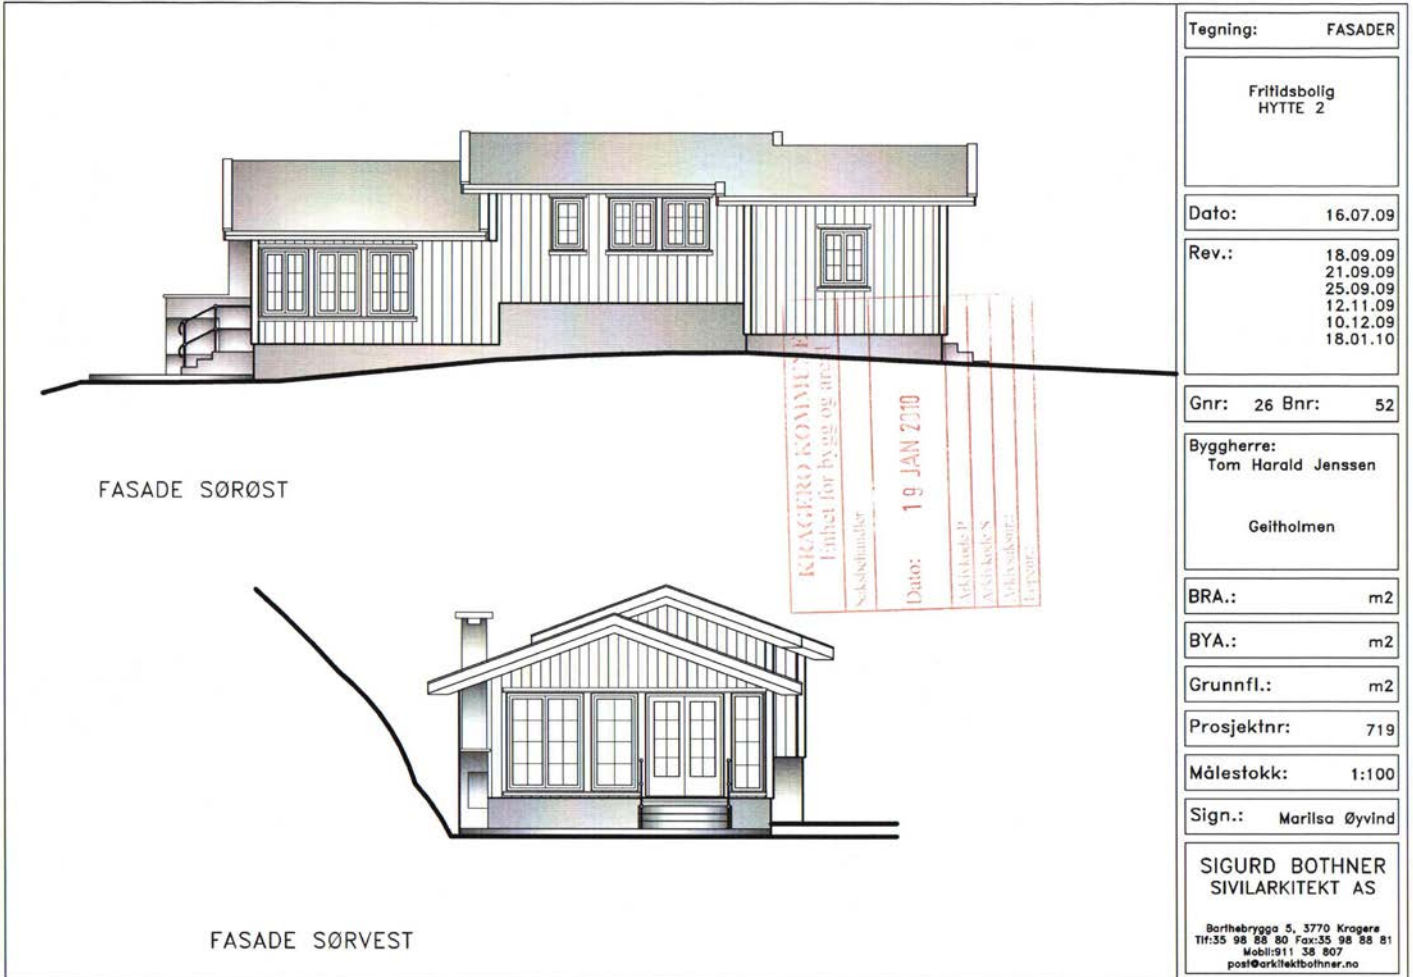 FASADE SØRØST
FASADE SØRVEST
KRAGERØ KOMMUNE
Enhet for bygg og areal
Saksbehandler
Dato: 19 JAN 2010
Arkivkode P
Arkivkode S
Tegning: FASADER
Fritidsbolig
HYTTE 2
Dato: 16.07.09
Rev.: 18.09.09
21.09.09
25.09.09
12.11.09
10.12.09
18.01.10
Gnr: 26 Bnr: 52
Byggherre:
Tom Harald Jenssen
Geitholmen
BRA.: m2
BYA.: m2
Grunnfl.: m2
Prosjektnr: 719
Målestokk: 1:100
Sign.: Marilsa Øyvind
SIGURD BOTHNER
SIVILARKITEKT AS
Barthebrygga 5, 3770 Kragerø
Tlf:35 98 88 80 Fax:35 98 88 81
Mobil:911 38 807
post@arkitektbothner.no